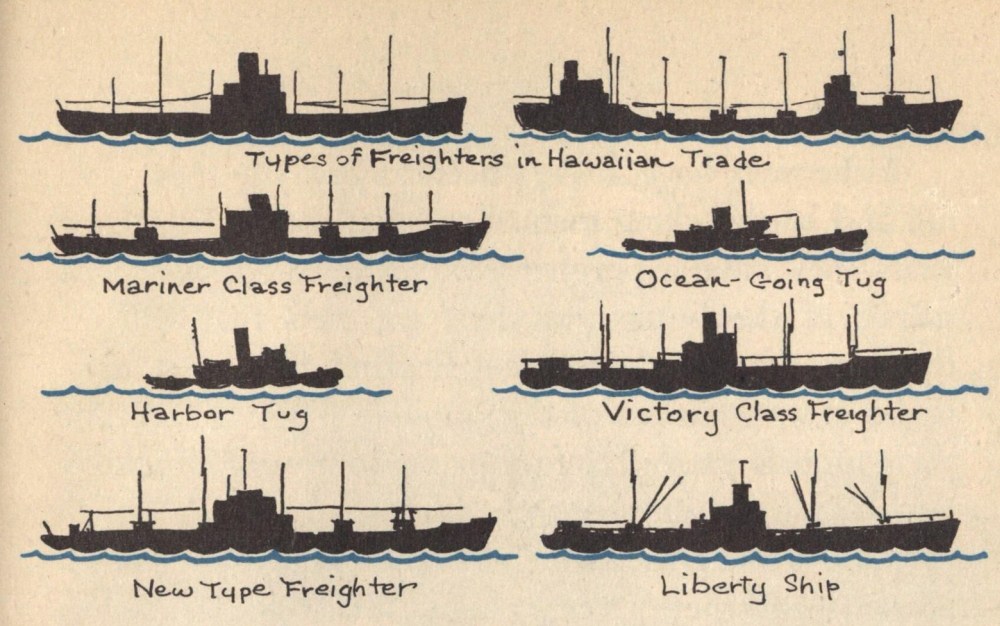 Types of Freighters in Hawaiian Trade
Mariner Class Freighter
Ocean-Going Tug
Harbor Tug
Victory Class Freighter
New Type Freighter
Liberty Ship